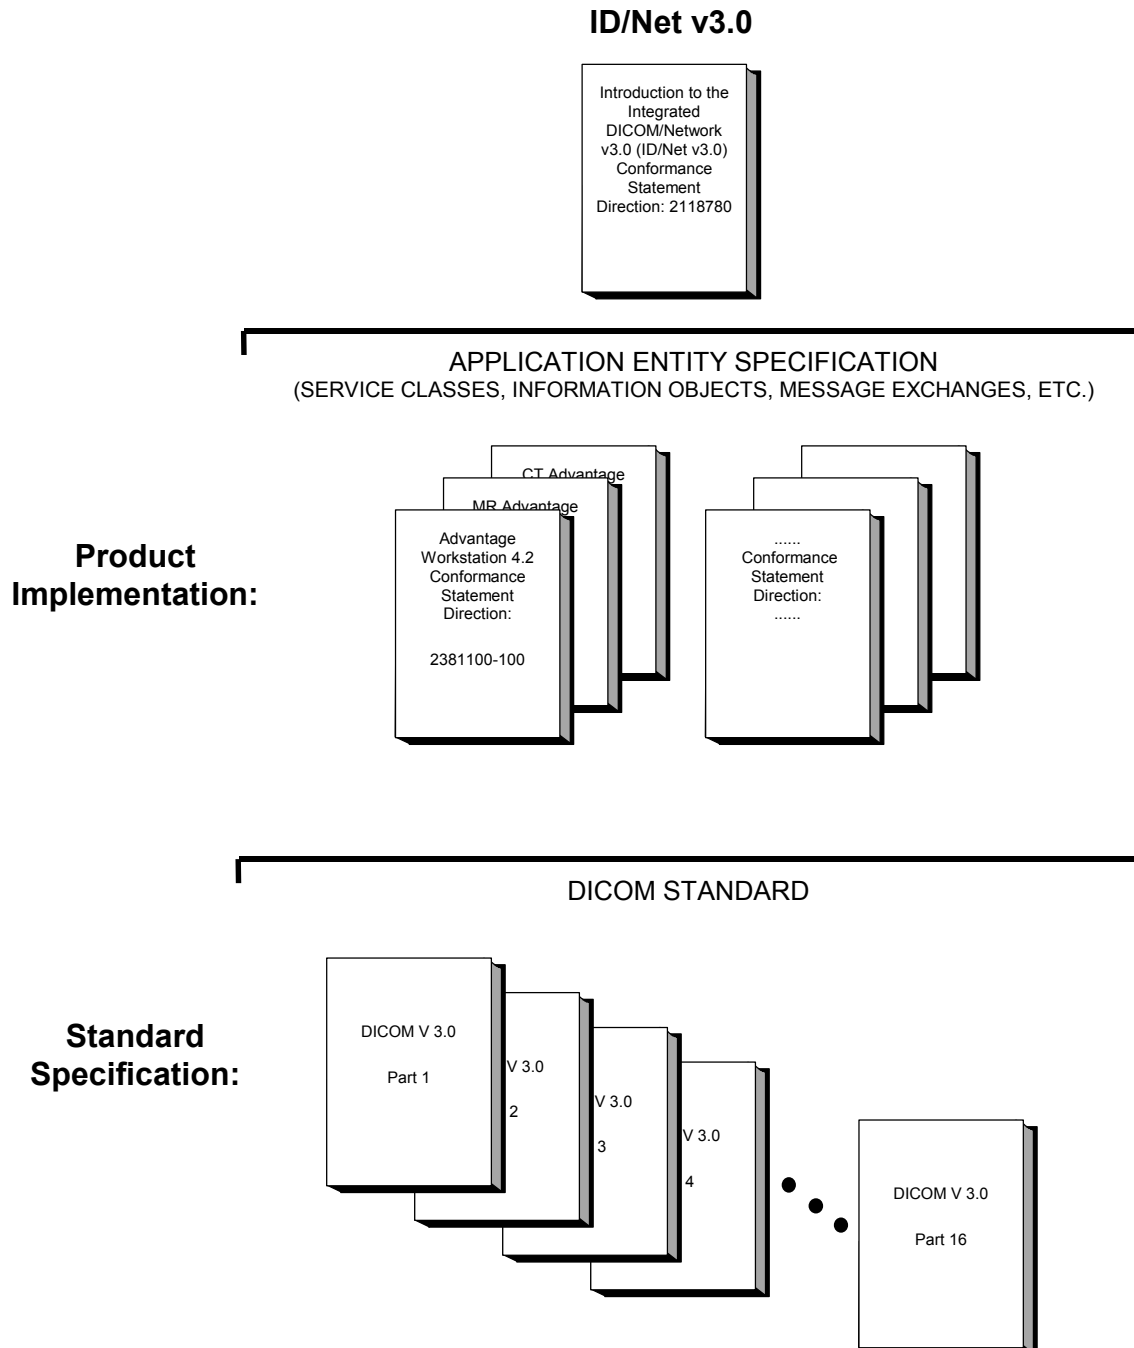 ID/Net v3.0
Introduction to the
Integrated
DICOM/Network
v3.0 (ID/Net v3.0)
Conformance
Statement
Direction: 2118780
APPLICATION ENTITY SPECIFICATION
(SERVICE CLASSES, INFORMATION OBJECTS, MESSAGE EXCHANGES, ETC.)
Product
Implementation:
CT Advantage
MR Advantage
Advantage
Workstation 4.2
Conformance
Statement
Direction:
2381100-100
......
Conformance
Statement
Direction:
......
DICOM STANDARD
Standard
Specification:
DICOM V 3.0
Part 1
V 3.0
2
V 3.0
3
V 3.0
4
DICOM V 3.0
Part 16